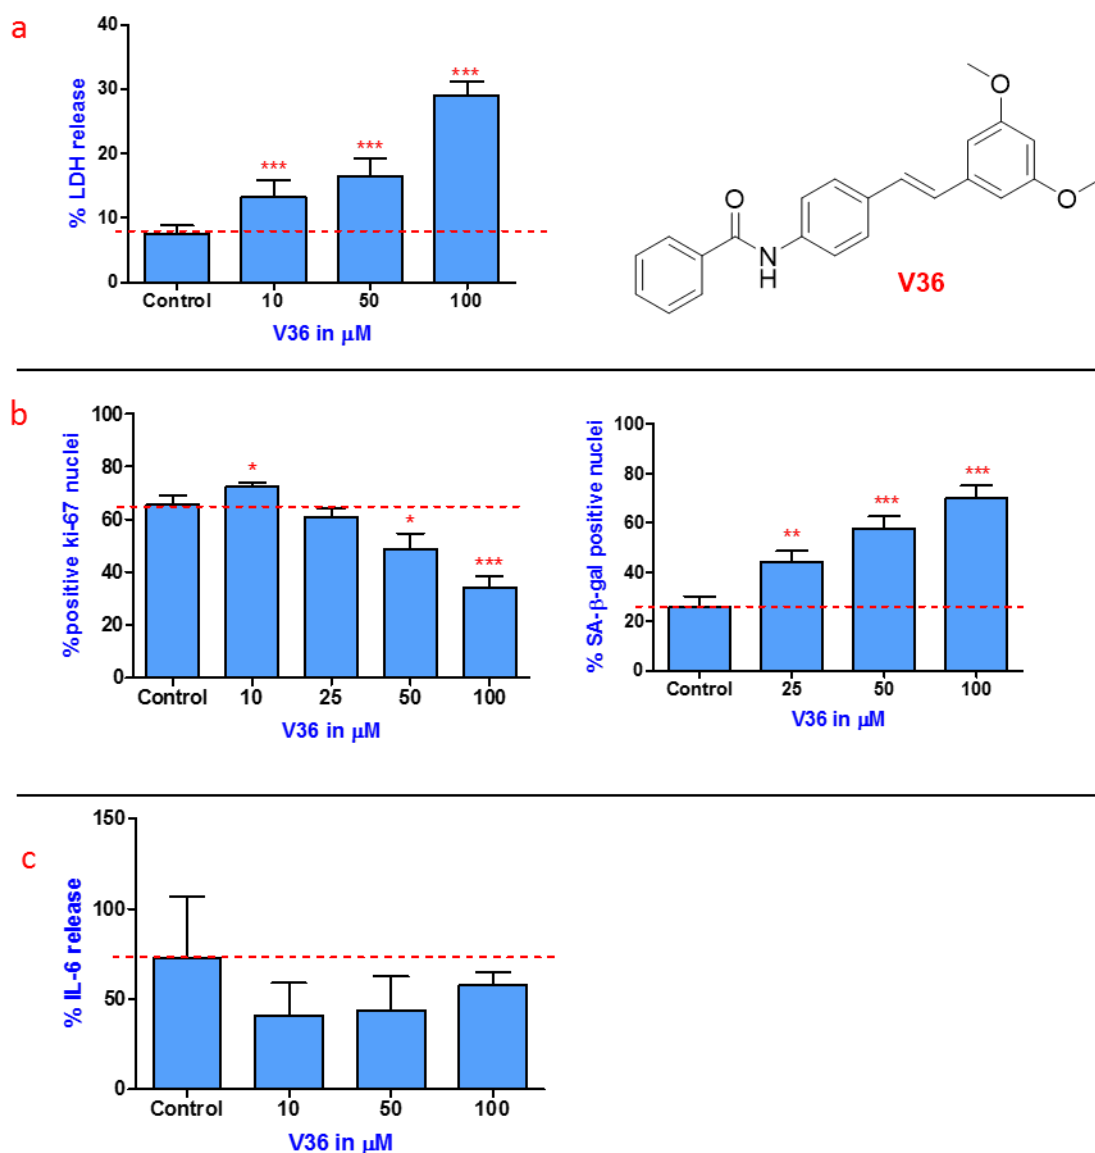 a
40
30
20
10
0
% LDH release
***
***
***
Control 10 50 100
V36 in μM
O
O
O
N
H
V36
b
100
80
60
40
20
0
%positive ki-67 nuclei
*
*
***
Control 10 25 50 100
V36 in μM
100
80
60
40
20
0
% SA-β-gal positive nuclei
**
***
***
Control 25 50 100
V36 in μM
c
150
100
50
0
% IL-6 release
Control 10 50 100
V36 in μM